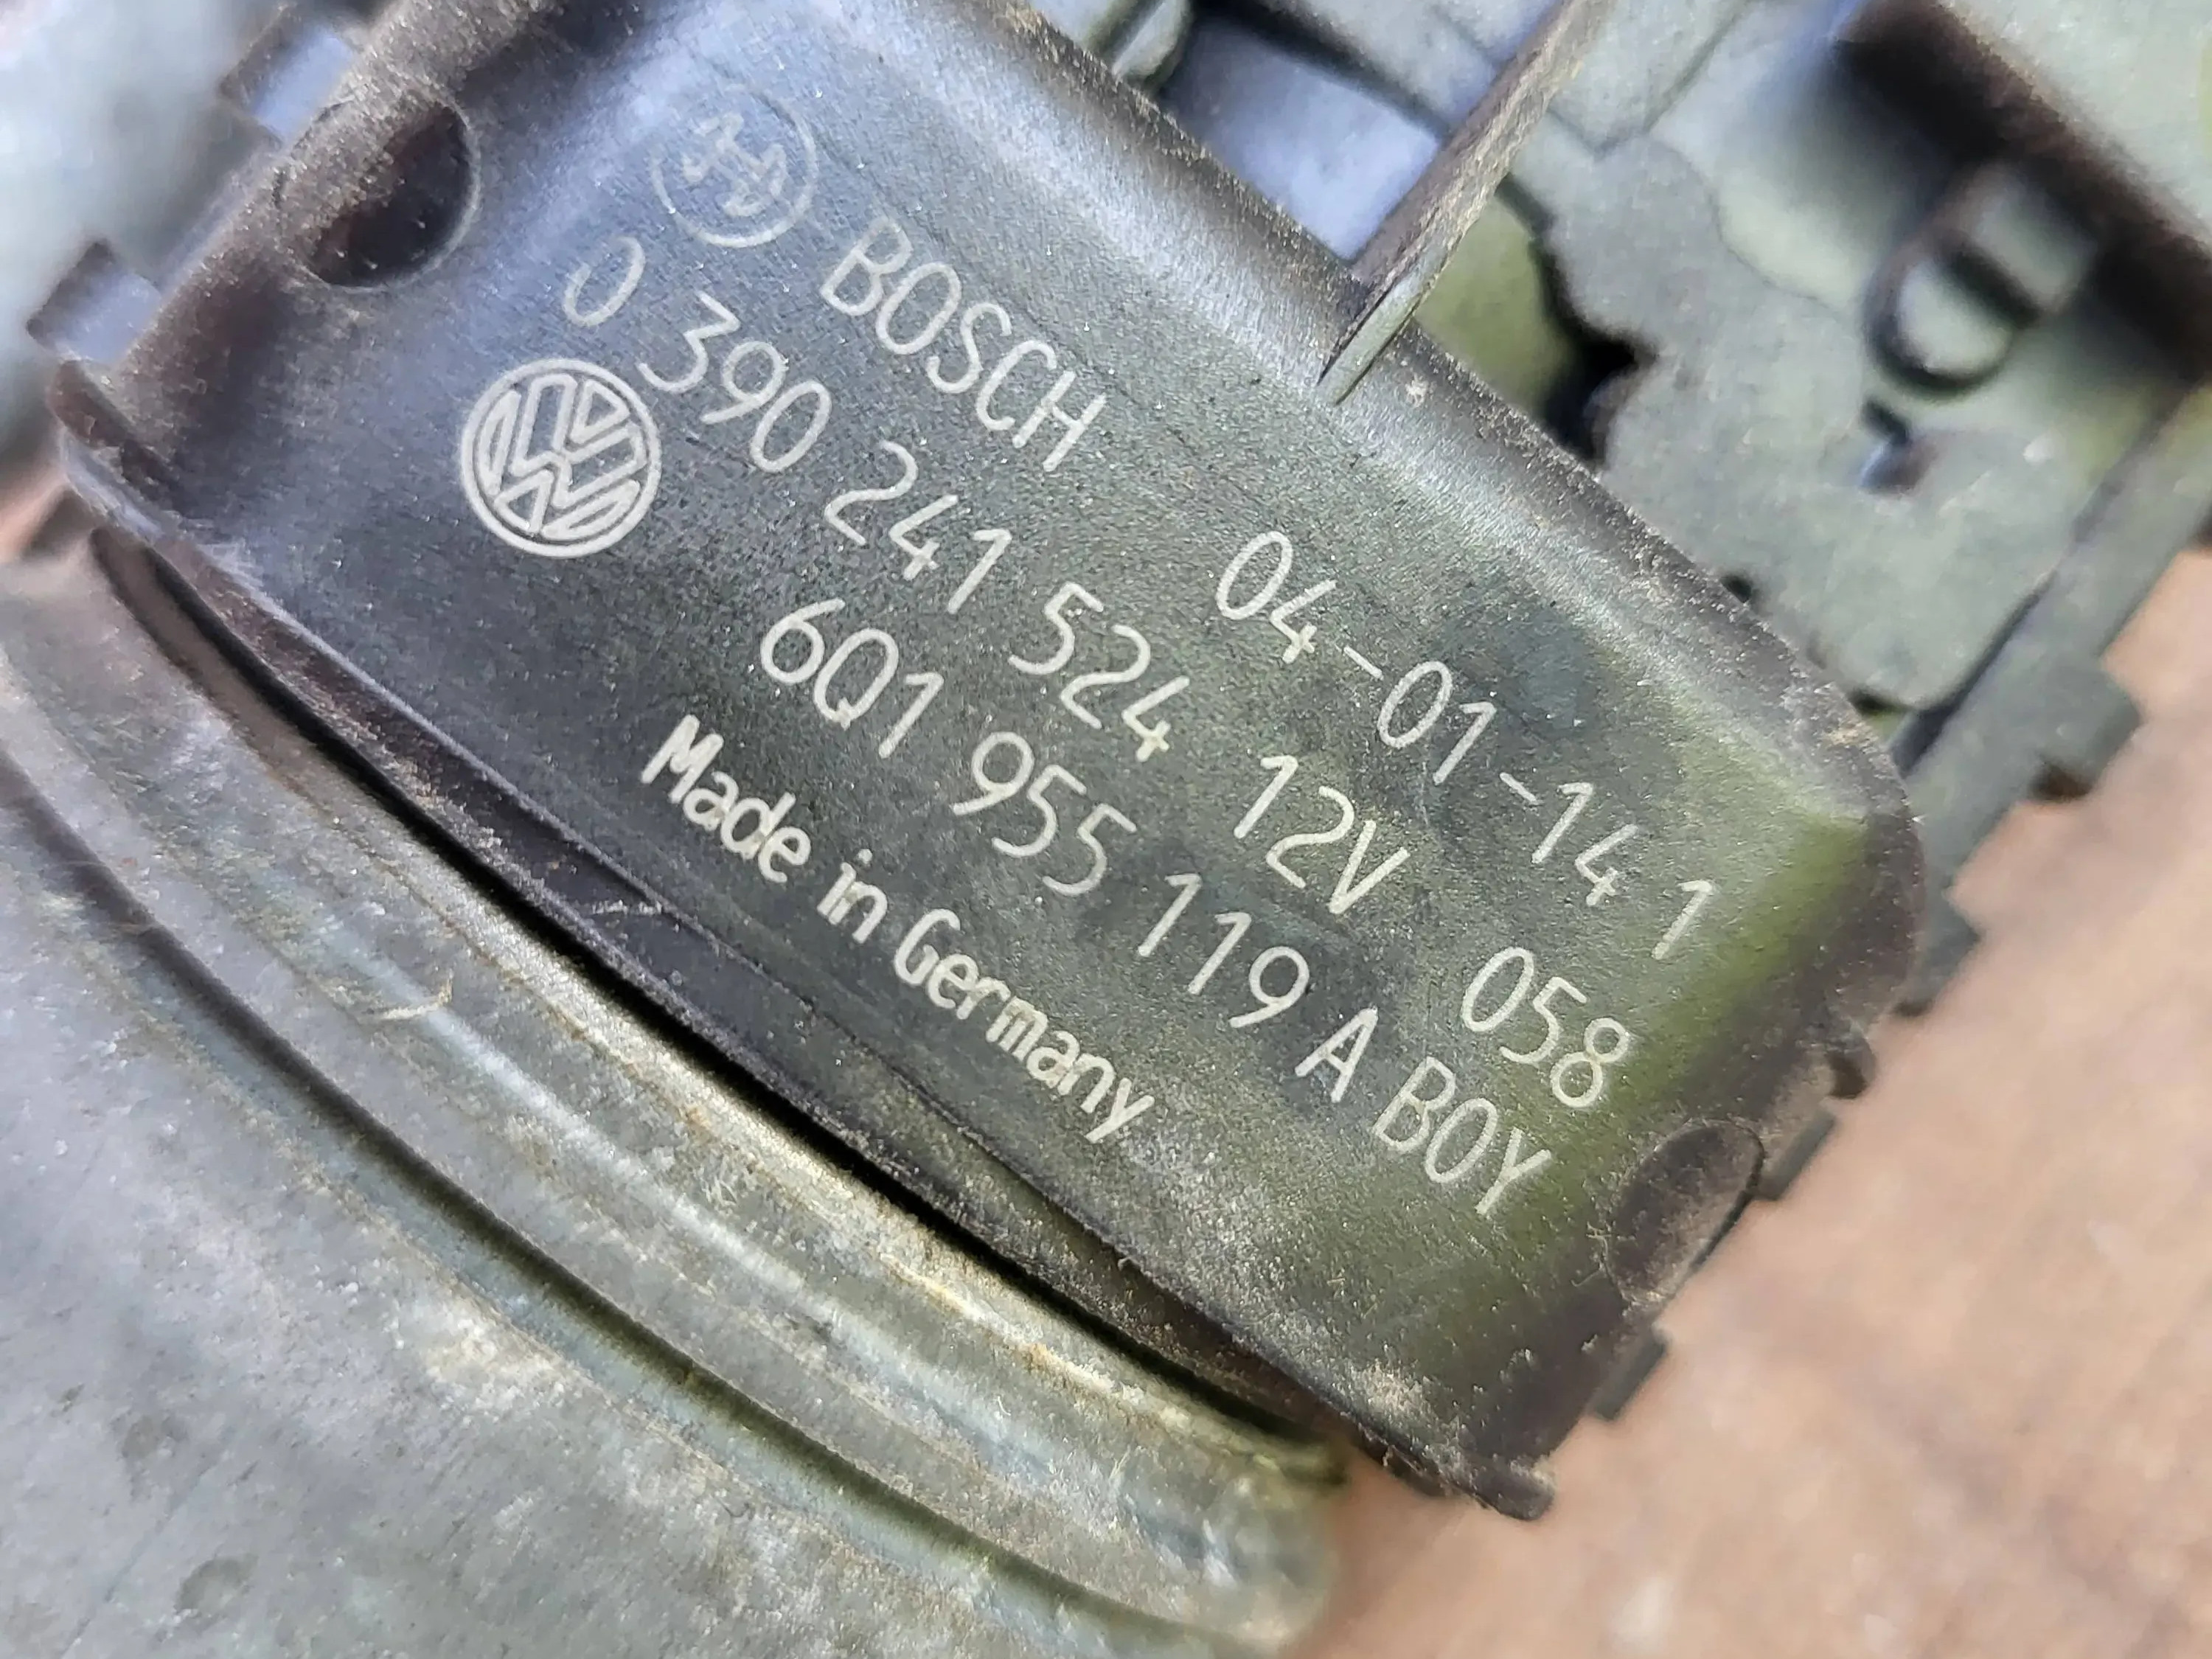 BOSCH 04-01-14 1
0 390 241 524 12V 058
6Q1 955 119 A BOY
Made in Germany